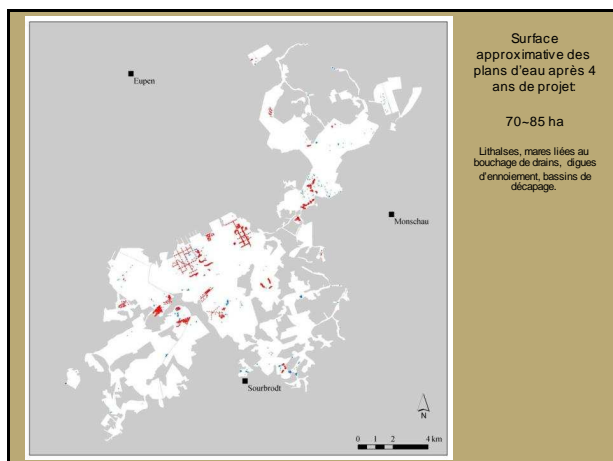 Eupen
Monschau
Sourbrodt
N
0 1 2 4 km
Surface
approximative des
plans d'eau après 4
ans de projet:
70~85 ha
Lithalses, mares liées au
bouchage de drains, digues
d'ennoiement, bassins de
décapage.